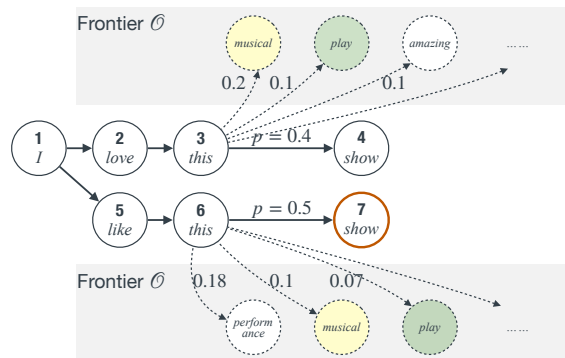 Frontier 𝒪
musical
play
amazing
......
0.2
0.1
0.1
1
I
2
love
3
this
p = 0.4
4
show
5
like
6
this
p = 0.5
7
show
Frontier 𝒪
0.18
0.1
0.07
perform
ance
musical
play
......